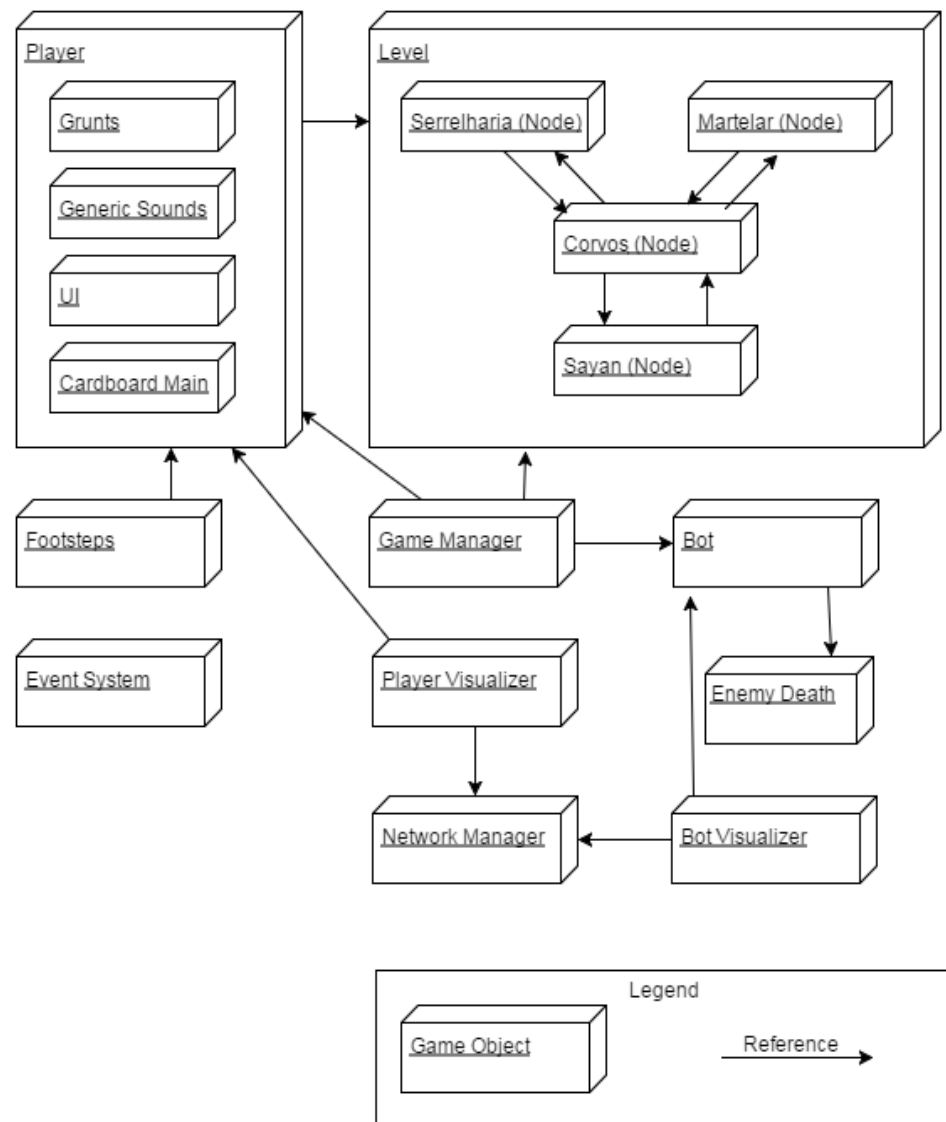 Player
Grunts
Generic Sounds
UI
Cardboard Main
Level
Serrelharia (Node)
Martelar (Node)
Corvos (Node)
Sayan (Node)
Footsteps
Game Manager
Bot
Event System
Player Visualizer
Enemy Death
Network Manager
Bot Visualizer
Legend
Game Object
Reference